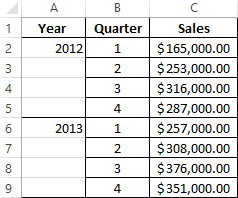 A B C
1 Year Quarter Sales
2 2012 1 $165,000.00
3 2 $253,000.00
4 3 $316,000.00
5 4 $287,000.00
6 2013 1 $257,000.00
7 2 $308,000.00
8 3 $376,000.00
9 4 $351,000.00